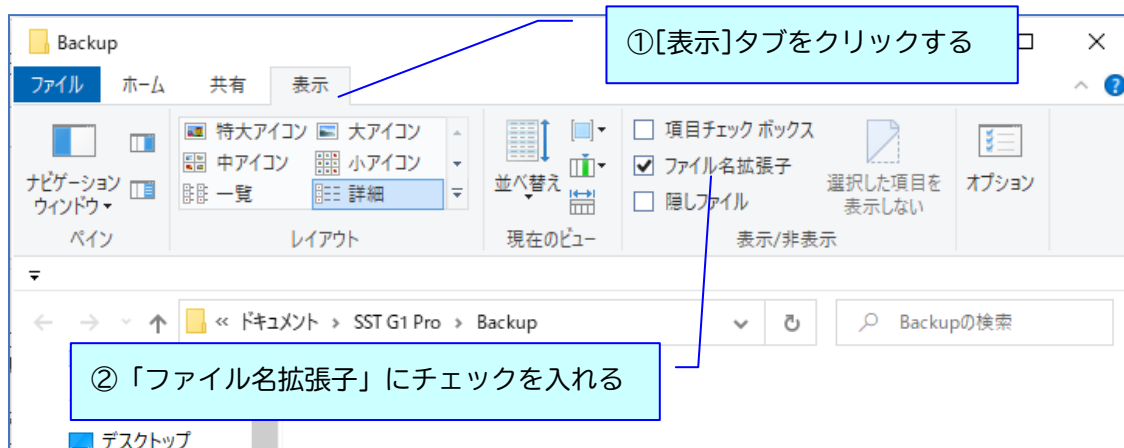 Backup
①[表示]タブをクリックする
ファイル ホーム 共有 表示
特大アイコン 大アイコン
中アイコン 小アイコン
一覧 詳細
ナビゲーション
ウィンドウ
並べ替え
項目チェック ボックス
ファイル名拡張子
隠しファイル
選択した項目を
表示しない
オプション
ペイン レイアウト 現在のビュー 表示/非表示
« ドキュメント › SST G1 Pro › Backup
Backupの検索
②「ファイル名拡張子」にチェックを入れる
デスクトップ